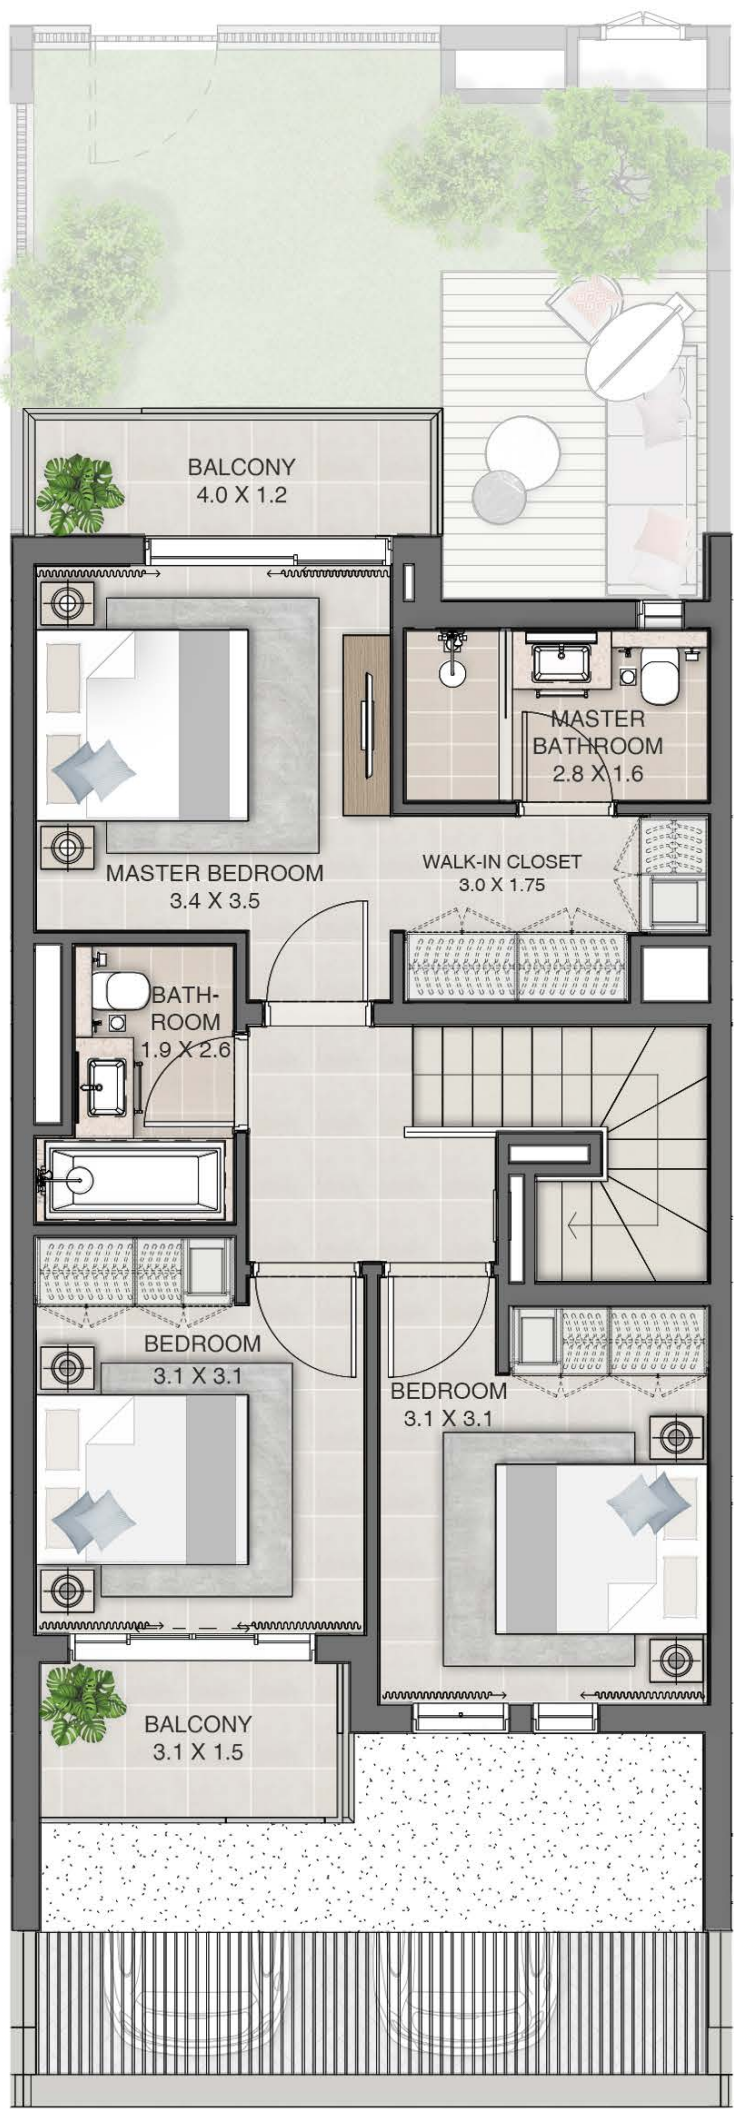 BALCONY
4.0 X 1.2
MASTER
BATHROOM
2.8 X 1.6
MASTER BEDROOM
3.4 X 3.5
WALK-IN CLOSET
3.0 X 1.75
BATH-
ROOM
1.9 X 2.6
BEDROOM
3.1 X 3.1
BEDROOM
3.1 X 3.1
BALCONY
3.1 X 1.5